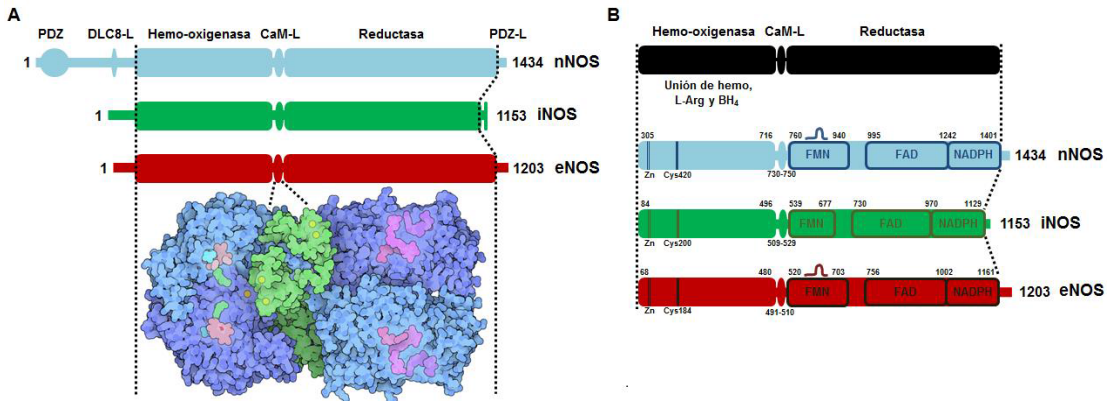 A
PDZ DLC8-L Hemo-oxigenasa CaM-L Reductasa PDZ-L
1 1434 nNOS
1 1153 iNOS
1 1203 eNOS
B
Hemo-oxigenasa CaM-L Reductasa
Unión de hemo,
L-Arg y BH4
305 716 760 940 995 1242 1401
FMN FAD NADPH 1434 nNOS
Zn Cys420 730-750
84 496 539 677 730 970 1129
FMN FAD NADPH 1153 iNOS
Zn Cys200 509-529
68 480 520 703 756 1002 1161
FMN FAD NADPH 1203 eNOS
Zn Cys184 491-510